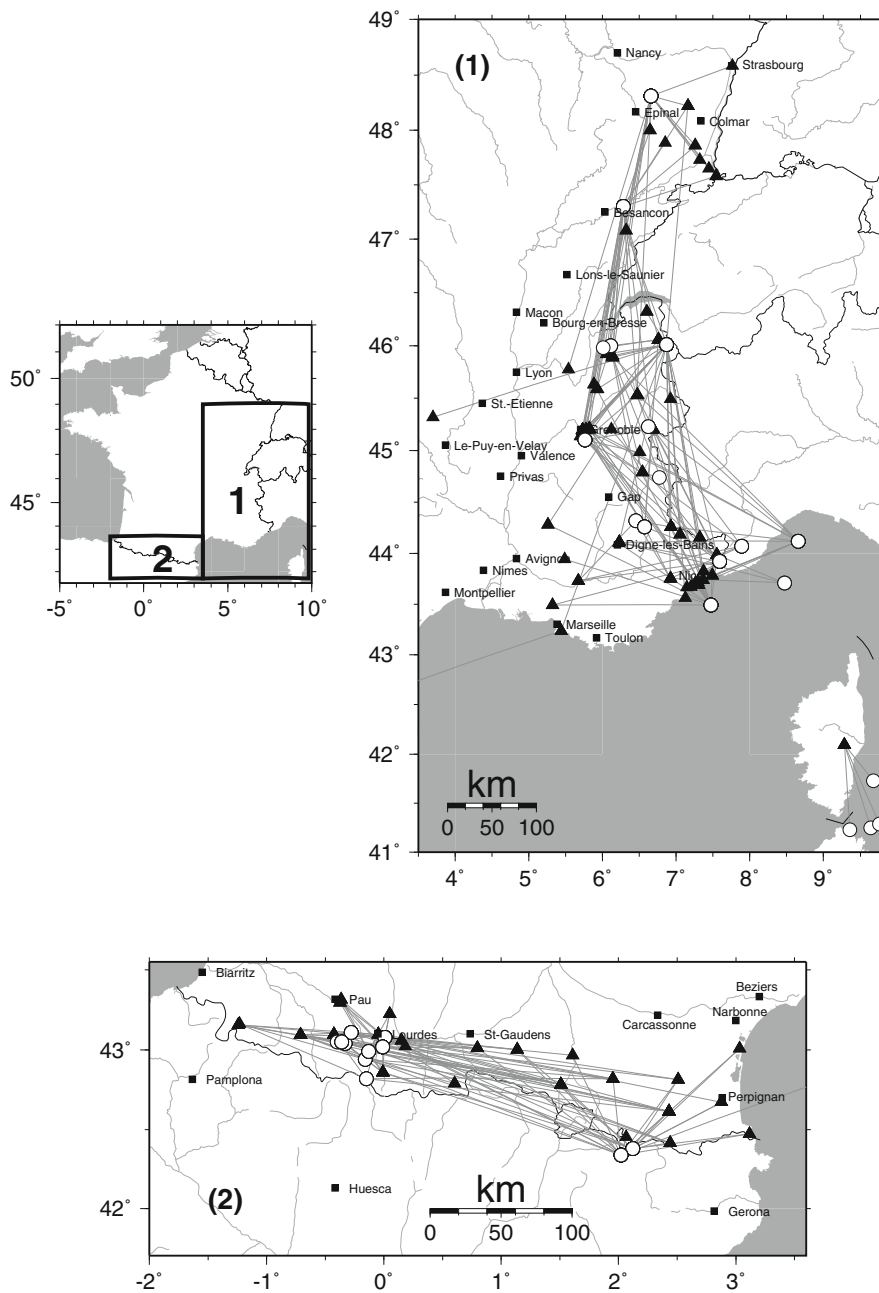 49°
48°
47°
46°
45°
44°
43°
42°
41°
4°
5°
6°
7°
8°
9°
(1)
Nancy
Strasbourg
Epinal
Colmar
Besancon
Lons-le-Saunier
Macon
Bourg-en-Bresse
Lyon
St.-Etienne
Grenoble
Le-Puy-en-Velay
Valence
Privas
Gap
Digne-les-Bains
Avigno
Nimes
Montpellier
Marseille
Toulon
km
0 50 100
50°
45°
-5°
0°
5°
10°
1
2
Biarritz
Pau
Lourdes
St-Gaudens
Carcassonne
Beziers
Narbonne
Pamplona
Perpignan
Huesca
Gerona
(2)
km
0 50 100
43°
42°
-2°
-1°
0°
1°
2°
3°